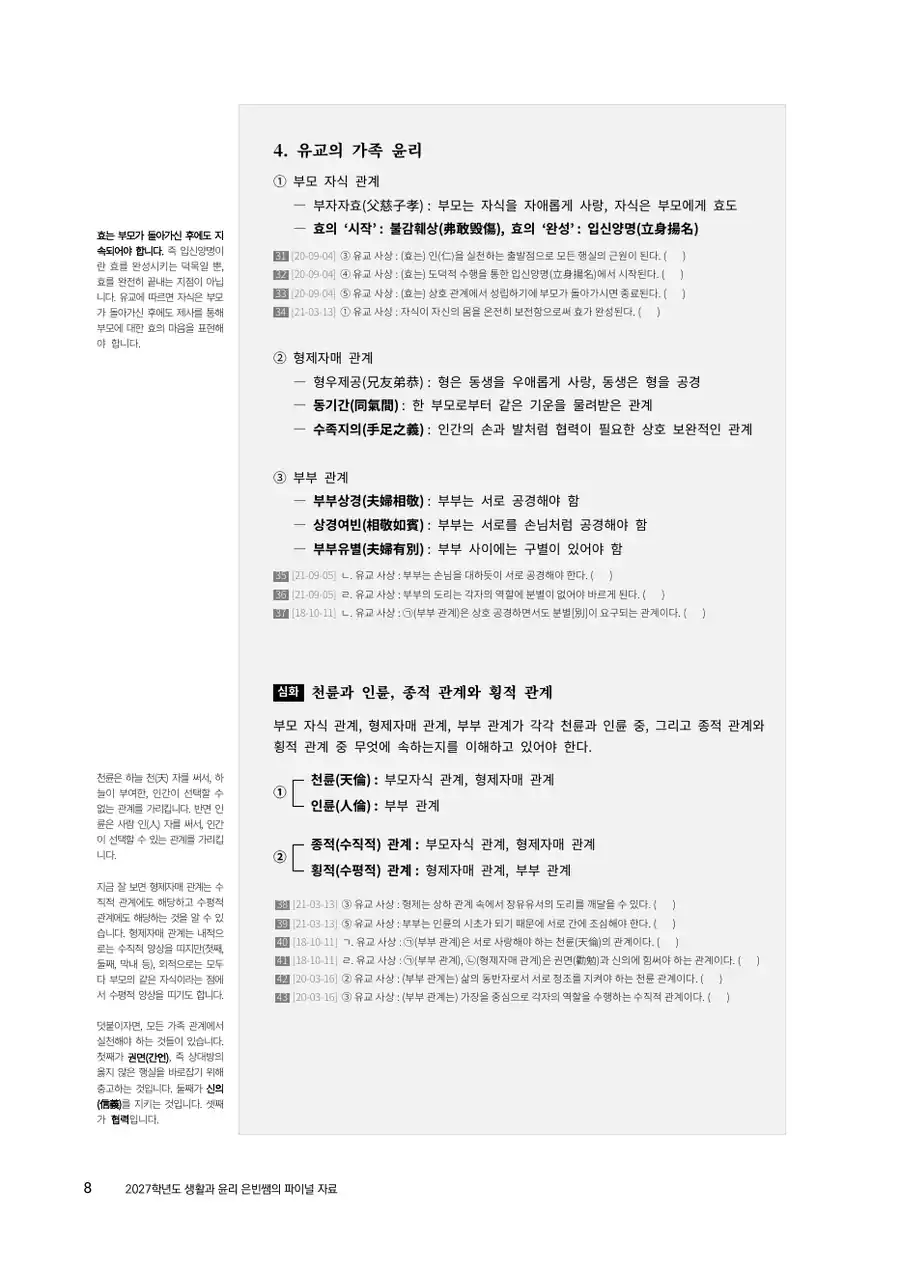 4. 유교의 가족 윤리
① 부모 자식 관계
― 부자자효(父慈子孝) : 부모는 자식을 자애롭게 사랑, 자식은 부모에게 효도
― 효의 ‘시작’ : 불감훼상(弗敢毁傷), 효의 ‘완성’ : 입신양명(立身揚名)
효는 부모가 돌아가신 후에도 지
속되어야 합니다. 즉 입신양명이
란 효를 완성시키는 덕목일 뿐,
효를 완전히 끝내는 지점이 아닙
니다. 유교에 따르면 자식은 부모
가 돌아가신 후에도 제사를 통해
부모에 대한 효의 마음을 표현해
야 합니다.
31 [20-09-04] ③ 유교 사상 : (효는) 인(仁)을 실천하는 출발점으로 모든 행실의 근원이 된다. ( )
32 [20-09-04] ④ 유교 사상 : (효는) 도덕적 수행을 통한 입신양명(立身揚名)에서 시작된다. ( )
33 [20-09-04] ⑤ 유교 사상 : (효는) 상호 관계에서 성립하기에 부모가 돌아가시면 종료된다. ( )
34 [21-03-13] ① 유교 사상 : 자식이 자신의 몸을 온전히 보전함으로써 효가 완성된다. ( )
② 형제자매 관계
― 형우제공(兄友弟恭) : 형은 동생을 우애롭게 사랑, 동생은 형을 공경
― 동기간(同氣間) : 한 부모로부터 같은 기운을 물려받은 관계
― 수족지의(手足之義) : 인간의 손과 발처럼 협력이 필요한 상호 보완적인 관계
③ 부부 관계
― 부부상경(夫婦相敬) : 부부는 서로 공경해야 함
― 상경여빈(相敬如賓) : 부부는 서로를 손님처럼 공경해야 함
― 부부유별(夫婦有別) : 부부 사이에는 구별이 있어야 함
35 [21-09-05] ㄴ. 유교 사상 : 부부는 손님을 대하듯이 서로 공경해야 한다. ( )
36 [21-09-05] ㄹ. 유교 사상 : 부부의 도리는 각자의 역할에 분별이 없어야 바르게 된다. ( )
37 [18-10-11] ㄴ. 유교 사상 : ㉠(부부 관계)은 상호 공경하면서도 분별[別]이 요구되는 관계이다. ( )
심화 천륜과 인륜, 종적 관계와 횡적 관계
부모 자식 관계, 형제자매 관계, 부부 관계가 각각 천륜과 인륜 중, 그리고 종적 관계와
횡적 관계 중 무엇에 속하는지를 이해하고 있어야 한다.
① 천륜(天倫) : 부모자식 관계, 형제자매 관계
인륜(人倫) : 부부 관계
② 종적(수직적) 관계 : 부모자식 관계, 형제자매 관계
횡적(수평적) 관계 : 형제자매 관계, 부부 관계
천륜은 하늘 천(天) 자를 써서, 하
늘이 부여한, 인간이 선택할 수
없는 관계를 가리킵니다. 반면 인
륜은 사람 인(人) 자를 써서, 인간
이 선택할 수 있는 관계를 가리킵
니다.
지금 잘 보면 형제자매 관계는 수
직적 관계에도 해당하고 수평적
관계에도 해당하는 것을 알 수 있
습니다. 형제자매 관계는 내적으
로는 수직적 양상을 띠지만(첫째,
둘째, 막내 등), 외적으로는 모두
다 부모의 같은 자식이라는 점에
서 수평적 양상을 띠기도 합니다.
덧붙이자면, 모든 가족 관계에서
실천해야 하는 것들이 있습니다.
첫째가 권면(간언), 즉 상대방의
옳지 않은 행실을 바로잡기 위해
충고하는 것입니다. 둘째가 신의
(信義)를 지키는 것입니다. 셋째
가 협력입니다.
38 [21-03-13] ③ 유교 사상 : 형제는 상하 관계 속에서 장유유서의 도리를 깨달을 수 있다. ( )
39 [21-03-13] ⑤ 유교 사상 : 부부는 인륜의 시초가 되기 때문에 서로 간에 조심해야 한다. ( )
40 [18-10-11] ㄱ. 유교 사상 : ㉠(부부 관계)은 서로 사랑해야 하는 천륜(天倫)의 관계이다. ( )
41 [18-10-11] ㄹ. 유교 사상 : ㉠(부부 관계), ㉡(형제자매 관계)은 권면(勸勉)과 신의에 힘써야 하는 관계이다. ( )
42 [20-03-16] ② 유교 사상 : (부부 관계는) 삶의 동반자로서 서로 정조를 지켜야 하는 천륜 관계이다. ( )
43 [20-03-16] ③ 유교 사상 : (부부 관계는) 가정을 중심으로 각자의 역할을 수행하는 수직적 관계이다. ( )
8 2027학년도 생활과 윤리 은빈쌤의 파이널 자료